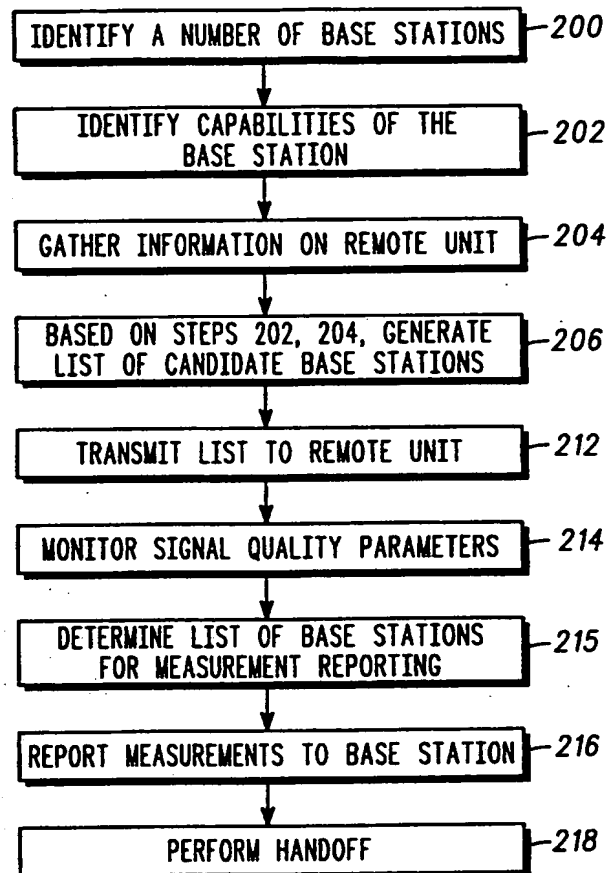 IDENTIFY A NUMBER OF BASE STATIONS 200
IDENTIFY CAPABILITIES OF THE
BASE STATION
202
GATHER INFORMATION ON REMOTE UNIT 204
BASED ON STEPS 202, 204, GENERATE
LIST OF CANDIDATE BASE STATIONS
206
TRANSMIT LIST TO REMOTE UNIT 212
MONITOR SIGNAL QUALITY PARAMETERS 214
DETERMINE LIST OF BASE STATIONS
FOR MEASUREMENT REPORTING
215
REPORT MEASUREMENTS TO BASE STATION 216
PERFORM HANDOFF 218